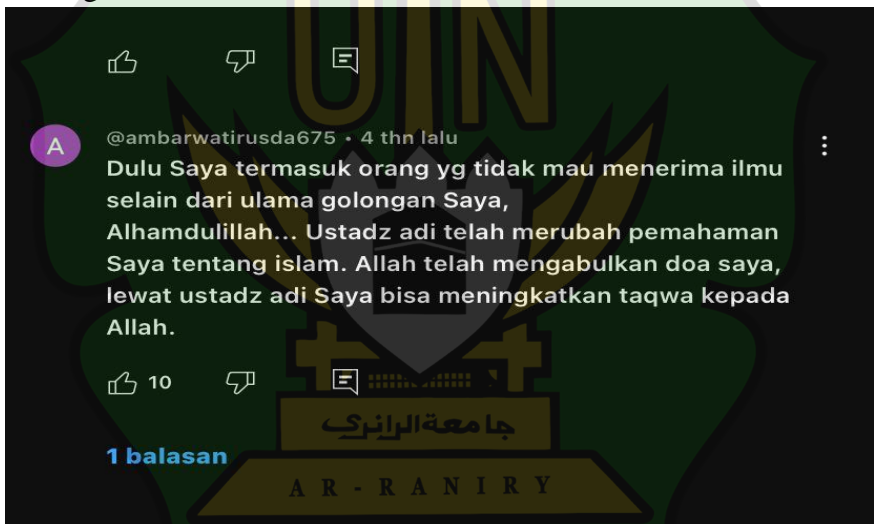 UIN
@ambarwatirusda675 • 4 thn lalu
A
Dulu Saya termasuk orang yg tidak mau menerima ilmu
selain dari ulama golongan Saya,
Alhamdulillah... Ustadz adi telah merubah pemahaman
Saya tentang islam. Allah telah mengabulkan doa saya,
lewat ustadz adi Saya bisa meningkatkan taqwa kepada
Allah.
10
جامعة الرانري
1 balasan
AR-RANIRY